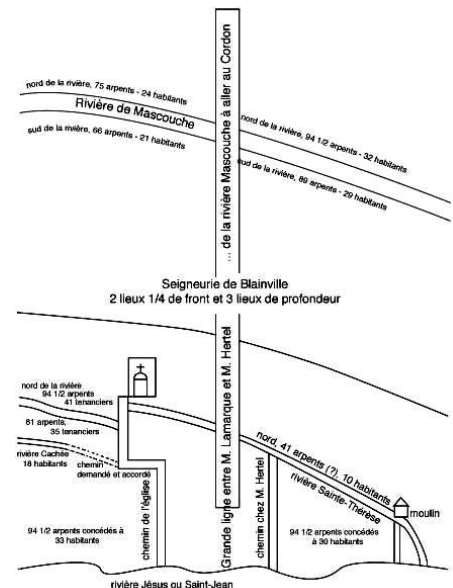 nord de la rivière, 75 arpents - 24 habitants
Rivière de Mascouche
sud de la rivière, 66 arpents - 21 habitants
nord de la rivière, 94 1/2 arpents - 32 habitants
sud de la rivière, 89 arpents - 29 habitants
... de la rivière Mascouche à aller au Cordon
Seigneurie de Blainville
2 lieux 1/4 de front et 3 lieux de profondeur
nord de la rivière
94 1/2 arpents
41 tenanciers
81 arpents,
35 tenanciers
rivière Cachée
18 habitants
chemin
demandé et accordé
chemin de l'église
Grande ligne entre M. Lamarque et M. Hertel
chemin chez M. Hertel
nord, 41 arpents (?), 10 habitants
rivière Sainte-Thérèse
moulin
94 1/2 arpents concédés à
33 habitants
94 1/2 arpents concédés
à 30 habitants
rivière Jésus ou Saint-Jean